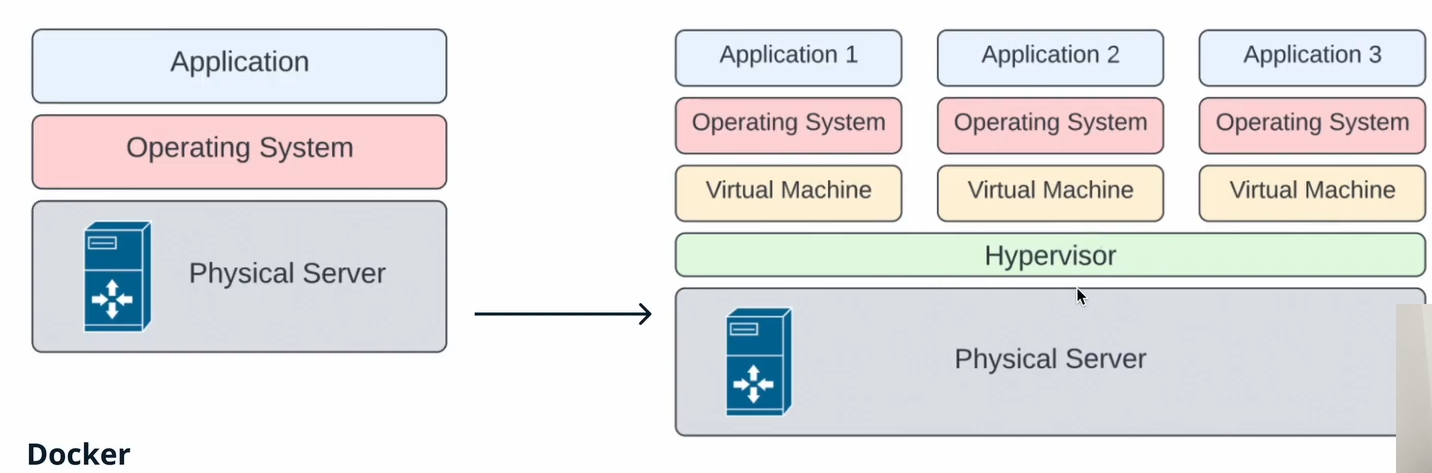 Application
Operating System
Physical Server
Application 1
Application 2
Application 3
Operating System
Operating System
Operating System
Virtual Machine
Virtual Machine
Virtual Machine
Hypervisor
Physical Server
Docker